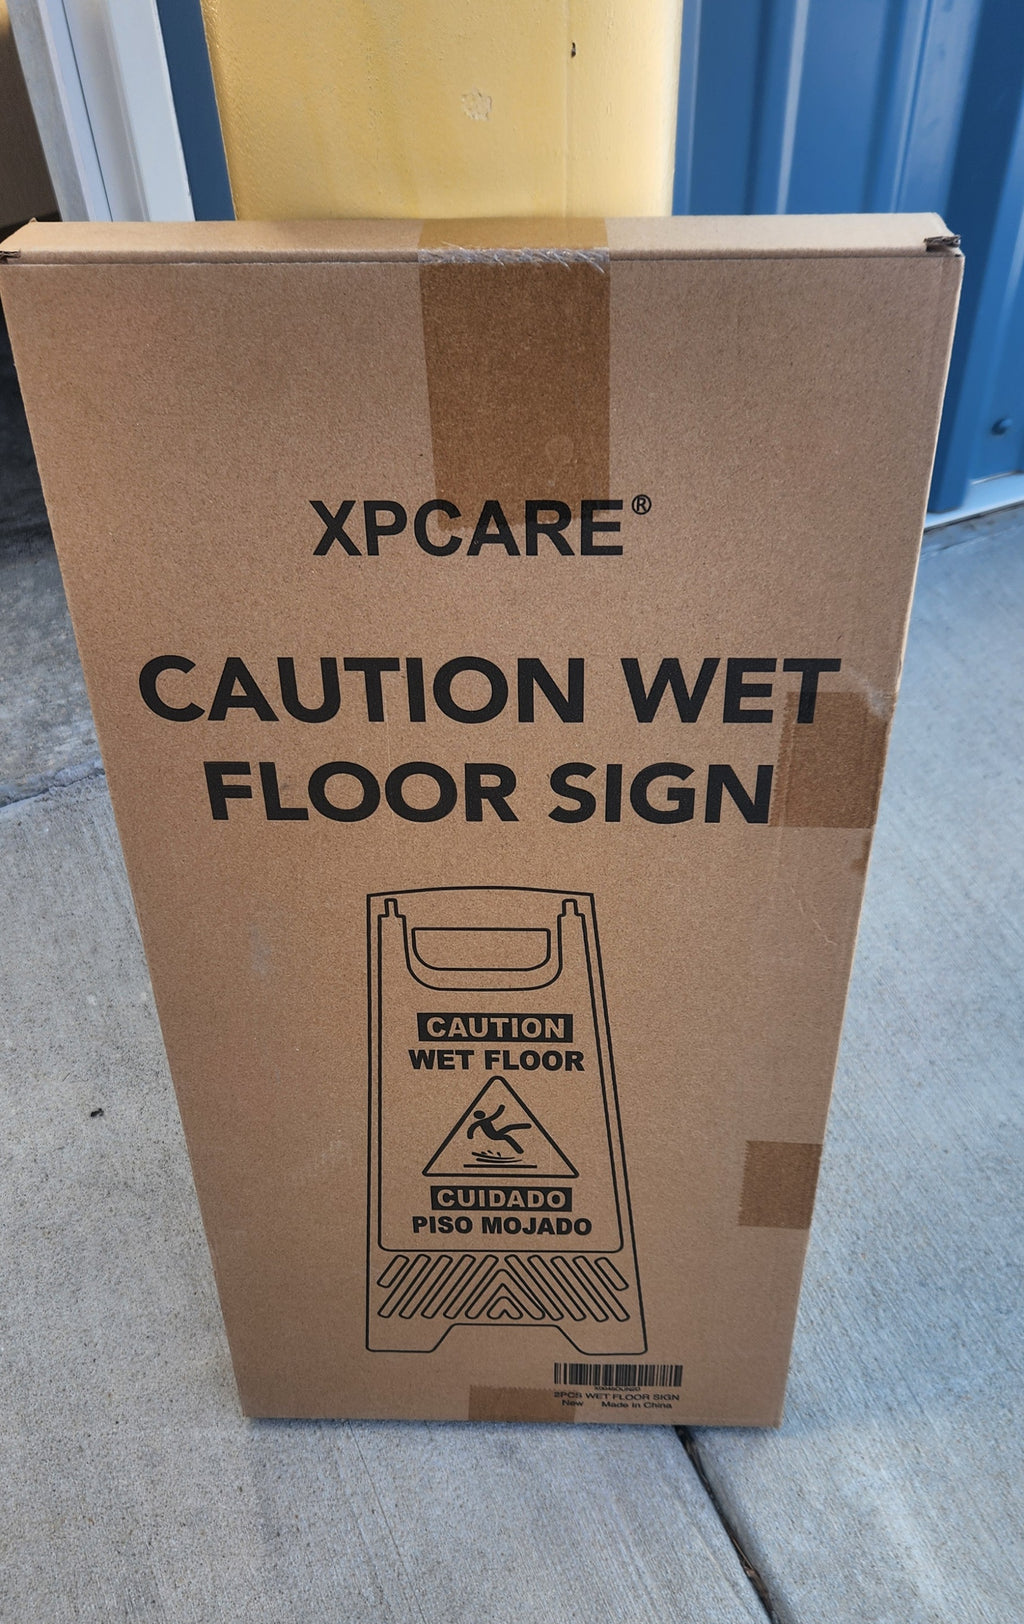 XPCARE®
CAUTION WET
FLOOR SIGN
CAUTION
WET FLOOR
CUIDADO
PISO MOJADO
2PCS WET FLOOR SIGN
New Made In China